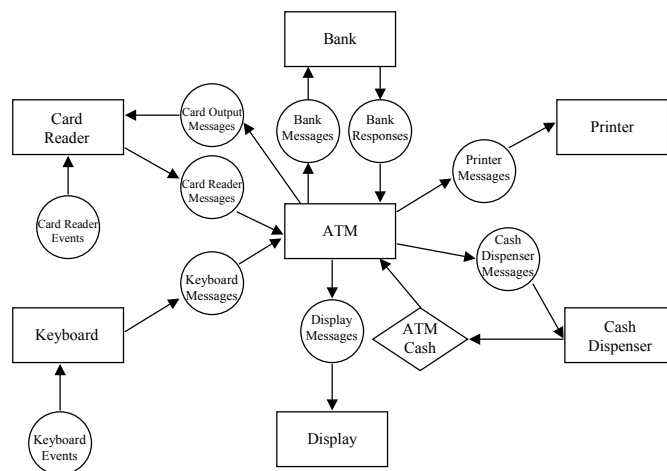 Bank
Card
Reader
Card Output
Messages
Bank
Messages
Bank
Responses
Printer
Messages
Printer
Card Reader
Messages
Card Reader
Events
ATM
Cash
Dispenser
Messages
Keyboard
Messages
Keyboard
Display
Messages
ATM
Cash
Cash
Dispenser
Keyboard
Events
Display